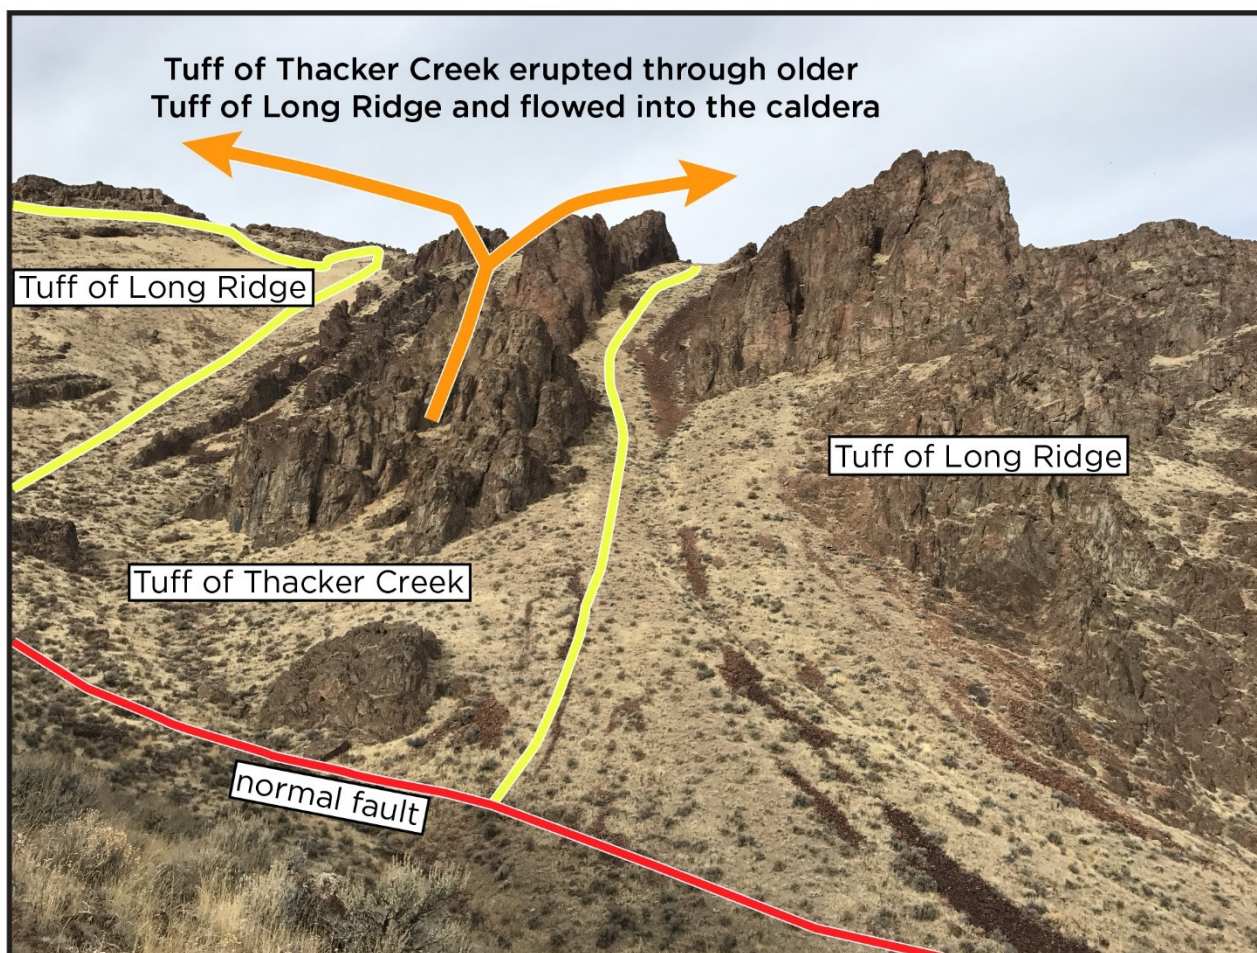 Tuff of Thacker Creek erupted through older
Tuff of Long Ridge and flowed into the caldera
Tuff of Long Ridge
Tuff of Long Ridge
Tuff of Thacker Creek
normal fault